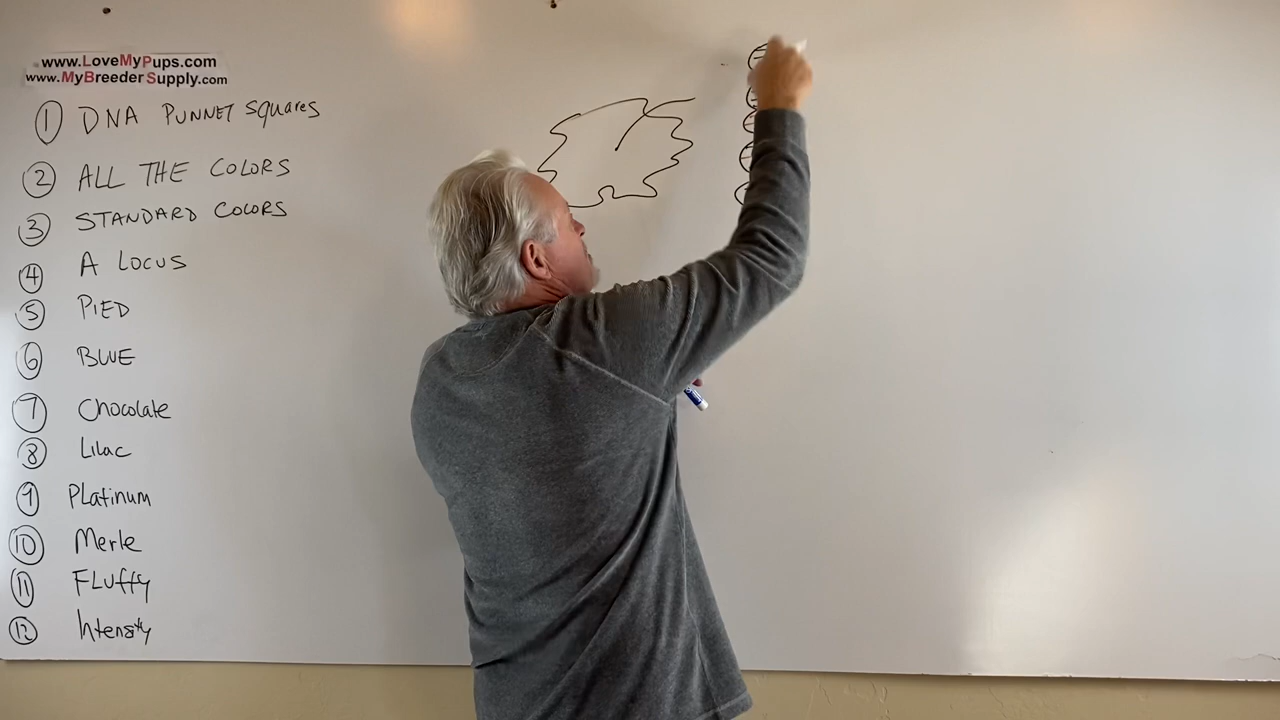 www.LoveMyPups.com
www.MyBreederSupply.com
1 DNA PUNNET Squares
2 ALL THE COLORS
3 STANDARD COLORS
4 A LOCUS
5 PIED
6 BLUE
7 Chocolate
8 Lilac
9 Platinum
10 Merle
11 FLuffy
12 Intensity